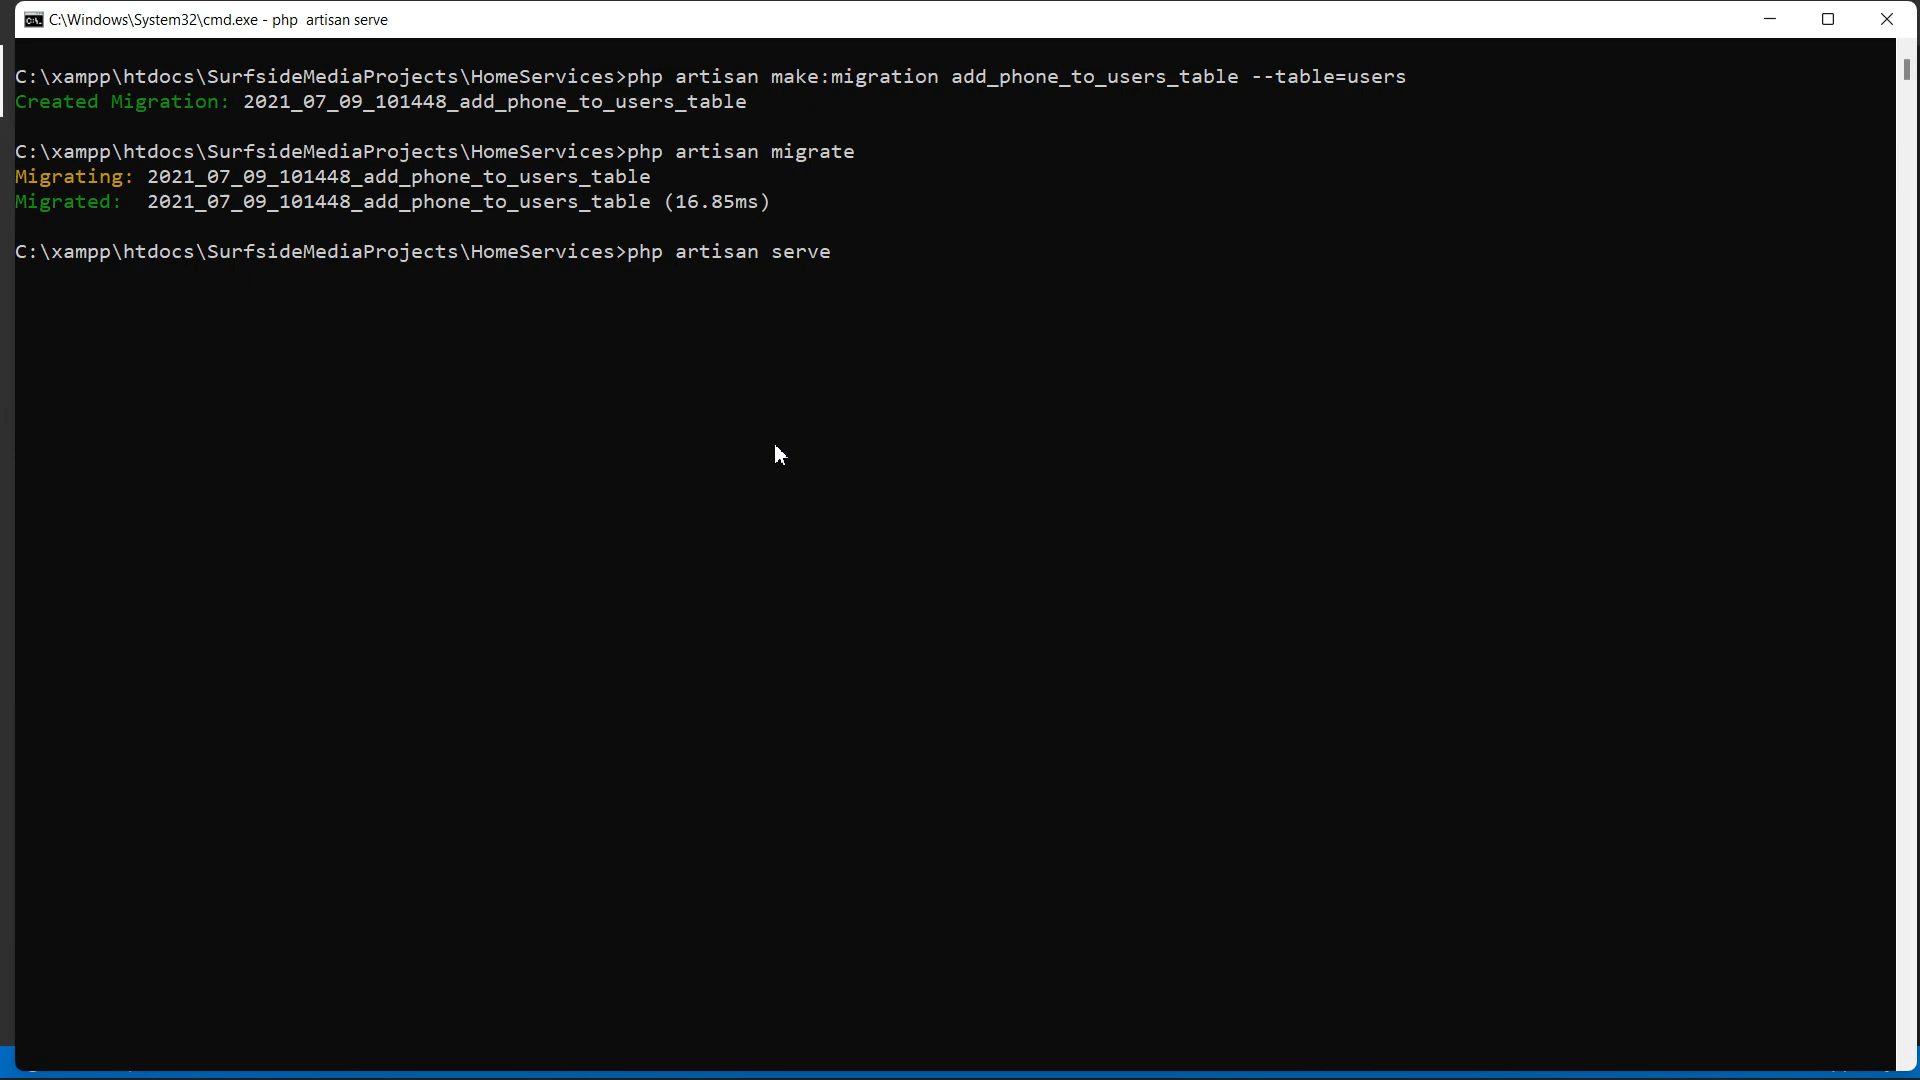 C:\Windows\System32\cmd.exe - php  artisan serve
C:\xampp\htdocs\SurfsideMediaProjects\HomeServices>php artisan make:migration add_phone_to_users_table --table=users
Created Migration: 2021_07_09_101448_add_phone_to_users_table
C:\xampp\htdocs\SurfsideMediaProjects\HomeServices>php artisan migrate
Migrating: 2021_07_09_101448_add_phone_to_users_table
Migrated:  2021_07_09_101448_add_phone_to_users_table (16.85ms)
C:\xampp\htdocs\SurfsideMediaProjects\HomeServices>php artisan serve